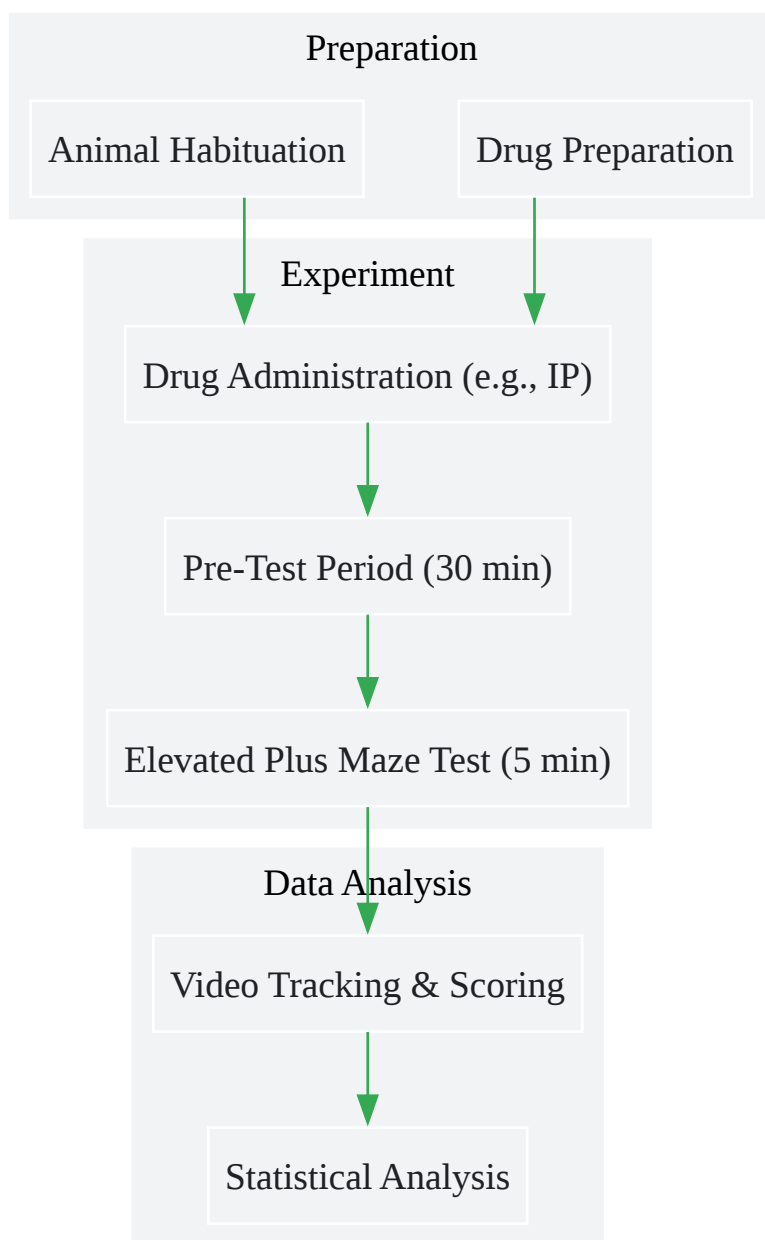 Preparation
Animal Habituation
Drug Preparation
Experiment
Drug Administration (e.g., IP)
Pre-Test Period (30 min)
Elevated Plus Maze Test (5 min)
Data Analysis
Video Tracking & Scoring
Statistical Analysis